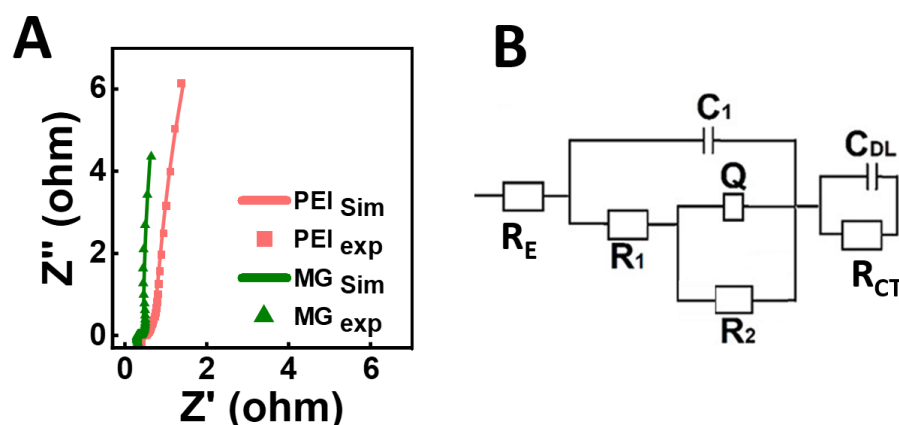 A
Z'' (ohm)
6
4
2
0
0 2 4 6
Z' (ohm)
PEI Sim
PEI exp
MG Sim
MG exp
B
C1
CDL
Q
RE
R1
RCT
R2